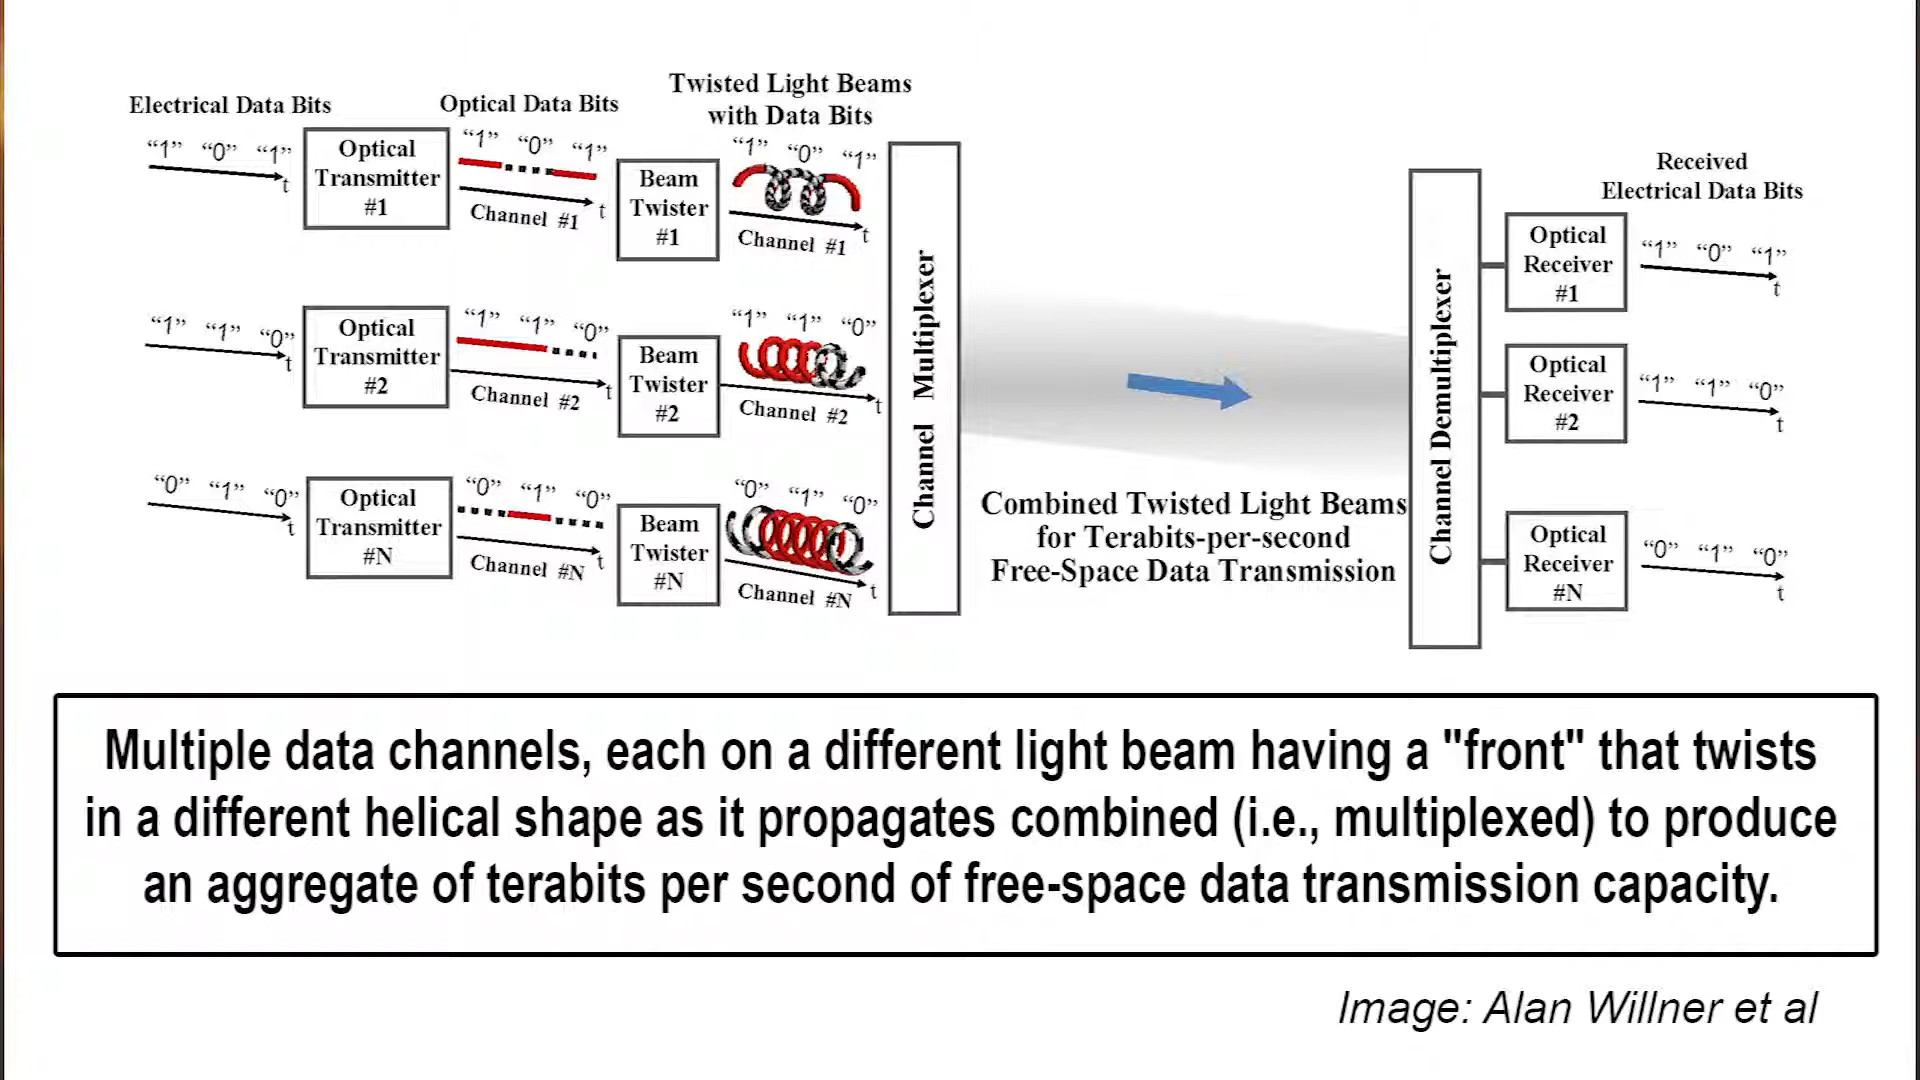 Electrical Data Bits
Optical Data Bits
Twisted Light Beams
with Data Bits
“1” “0” “1”
t
Optical
Transmitter
#1
“1” “0” “1”
Channel #1
t
Beam
Twister
#1
“1” “0” “1”
Channel #1
t
“1” “1” “0”
t
Optical
Transmitter
#2
“1” “1” “0”
Channel #2
t
Beam
Twister
#2
“1” “1” “0”
Channel #2
t
“0” “1” “0”
t
Optical
Transmitter
#N
“0” “1” “0”
Channel #N
t
Beam
Twister
#N
“0” “1” “0”
Channel #N
t
Channel Multiplexer
Combined Twisted Light Beams
for Terabits-per-second
Free-Space Data Transmission
Channel Demultiplexer
Received
Electrical Data Bits
Optical
Receiver
#1
“1” “0” “1”
t
Optical
Receiver
#2
“1” “1” “0”
t
Optical
Receiver
#N
“0” “1” “0”
t
Multiple data channels, each on a different light beam having a "front" that twists
in a different helical shape as it propagates combined (i.e., multiplexed) to produce
an aggregate of terabits per second of free-space data transmission capacity.
Image: Alan Willner et al